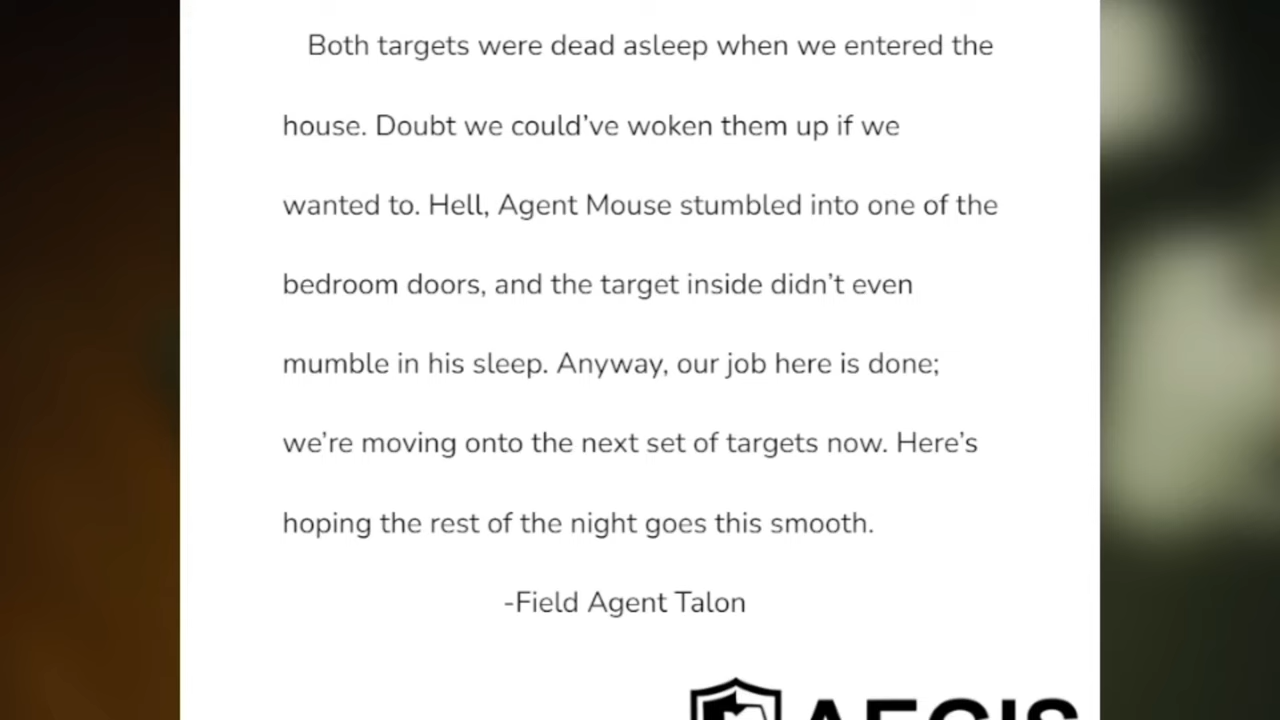 Both targets were dead asleep when we entered the
house. Doubt we could’ve woken them up if we
wanted to. Hell, Agent Mouse stumbled into one of the
bedroom doors, and the target inside didn’t even
mumble in his sleep. Anyway, our job here is done;
we’re moving onto the next set of targets now. Here’s
hoping the rest of the night goes this smooth.
-Field Agent Talon
AEGIS